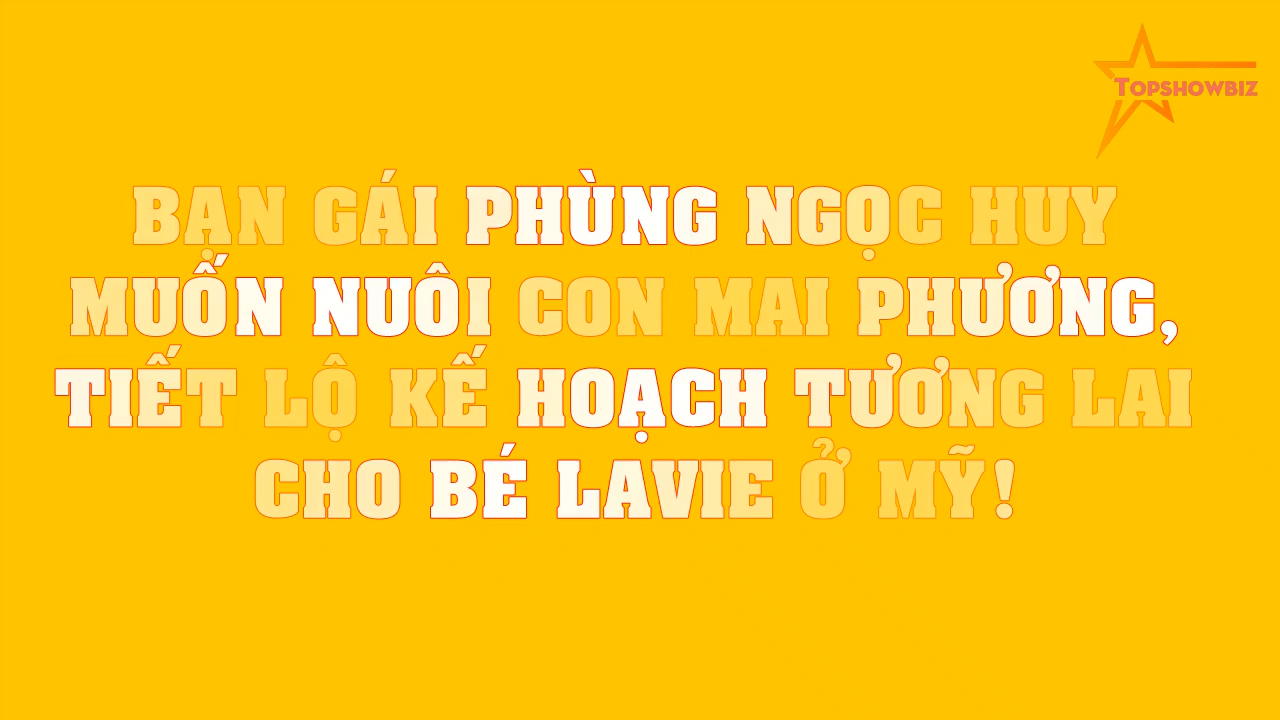 TOPSHOWBIZ
BẠN GÁI PHÙNG NGỌC HUY
MUỐN NUÔI CON MAI PHƯƠNG,
TIẾT LỘ KẾ HOẠCH TƯƠNG LAI
CHO BÉ LAVIE Ở MỸ!